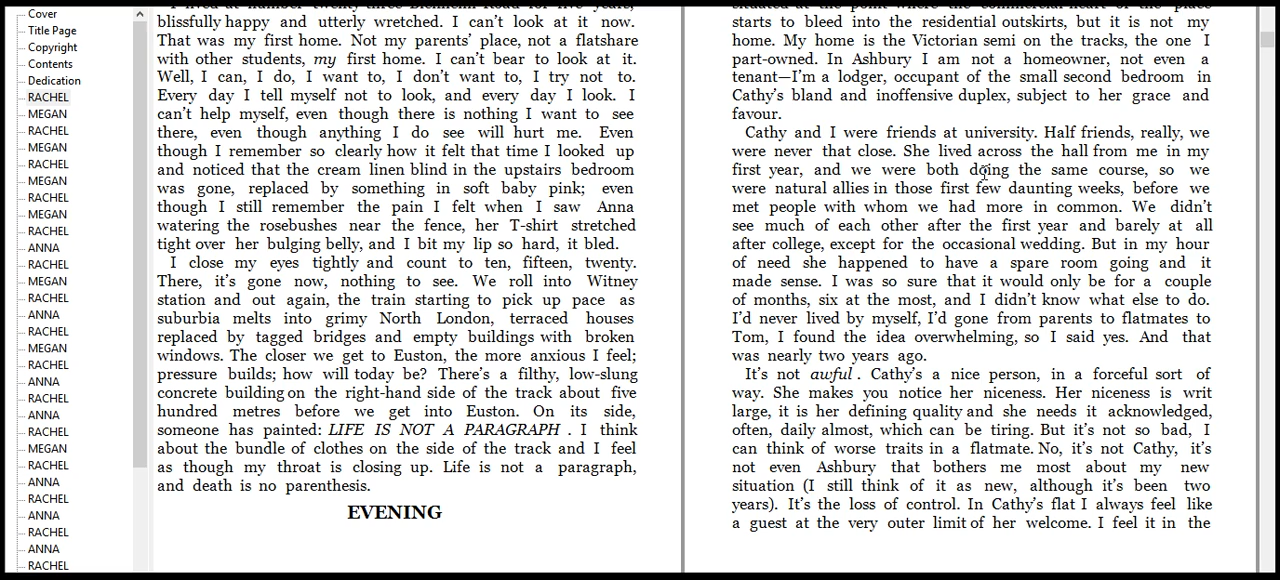 Cover
Title Page
Copyright
Contents
Dedication
RACHEL
MEGAN
RACHEL
MEGAN
RACHEL
MEGAN
RACHEL
MEGAN
RACHEL
ANNA
RACHEL
MEGAN
RACHEL
ANNA
RACHEL
MEGAN
RACHEL
ANNA
RACHEL
ANNA
RACHEL
MEGAN
RACHEL
ANNA
RACHEL
ANNA
RACHEL
ANNA
RACHEL
blissfully happy and utterly wretched. I can’t look at it now.
That was my first home. Not my parents’ place, not a flatshare
with other students, my first home. I can’t bear to look at it.
Well, I can, I do, I want to, I don’t want to, I try not to.
Every day I tell myself not to look, and every day I look. I
can’t help myself, even though there is nothing I want to see
there, even though anything I do see will hurt me. Even
though I remember so clearly how it felt that time I looked up
and noticed that the cream linen blind in the upstairs bedroom
was gone, replaced by something in soft baby pink; even
though I still remember the pain I felt when I saw Anna
watering the rosebushes near the fence, her T-shirt stretched
tight over her bulging belly, and I bit my lip so hard, it bled.
I close my eyes tightly and count to ten, fifteen, twenty.
There, it’s gone now, nothing to see. We roll into Witney
station and out again, the train starting to pick up pace as
suburbia melts into grimy North London, terraced houses
replaced by tagged bridges and empty buildings with broken
windows. The closer we get to Euston, the more anxious I feel;
pressure builds; how will today be? There’s a filthy, low-slung
concrete building on the right-hand side of the track about five
hundred metres before we get into Euston. On its side,
someone has painted: LIFE IS NOT A PARAGRAPH . I think
about the bundle of clothes on the side of the track and I feel
as though my throat is closing up. Life is not a paragraph,
and death is no parenthesis.
EVENING
starts to bleed into the residential outskirts, but it is not my
home. My home is the Victorian semi on the tracks, the one I
part-owned. In Ashbury I am not a homeowner, not even a
tenant—I’m a lodger, occupant of the small second bedroom in
Cathy’s bland and inoffensive duplex, subject to her grace and
favour.
Cathy and I were friends at university. Half friends, really, we
were never that close. She lived across the hall from me in my
first year, and we were both doing the same course, so we
were natural allies in those first few daunting weeks, before we
met people with whom we had more in common. We didn’t
see much of each other after the first year and barely at all
after college, except for the occasional wedding. But in my hour
of need she happened to have a spare room going and it
made sense. I was so sure that it would only be for a couple
of months, six at the most, and I didn’t know what else to do.
I’d never lived by myself, I’d gone from parents to flatmates to
Tom, I found the idea overwhelming, so I said yes. And that
was nearly two years ago.
It’s not awful . Cathy’s a nice person, in a forceful sort of
way. She makes you notice her niceness. Her niceness is writ
large, it is her defining quality and she needs it acknowledged,
often, daily almost, which can be tiring. But it’s not so bad, I
can think of worse traits in a flatmate. No, it’s not Cathy, it’s
not even Ashbury that bothers me most about my new
situation (I still think of it as new, although it’s been two
years). It’s the loss of control. In Cathy’s flat I always feel like
a guest at the very outer limit of her welcome. I feel it in the